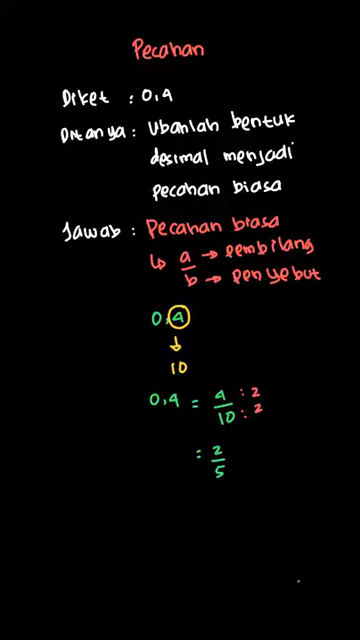 Pecahan
Diket : 0,4
Ditanya : Ubahlah bentuk
desimal menjadi
pecahan biasa
Jawab : Pecahan biasa
↳ a → pembilang
b → penyebut
0,4
↓
10
0,4 = 4/10 : 2 : 2
= 2/5